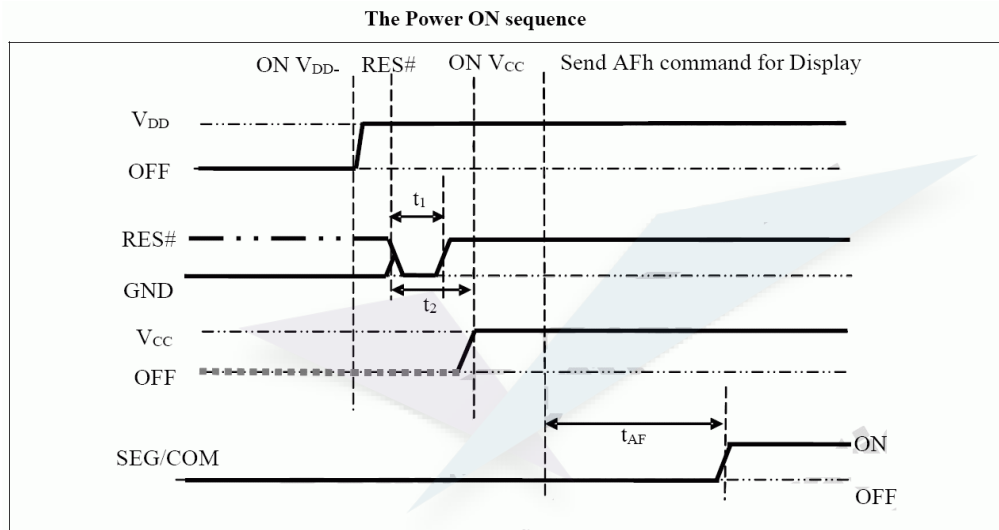 The Power ON sequence
ON VDD- RES# ON VCC Send AFh command for Display
VDD
OFF
t1
RES#
GND
t2
VCC
OFF
tAF
ON
SEG/COM
OFF